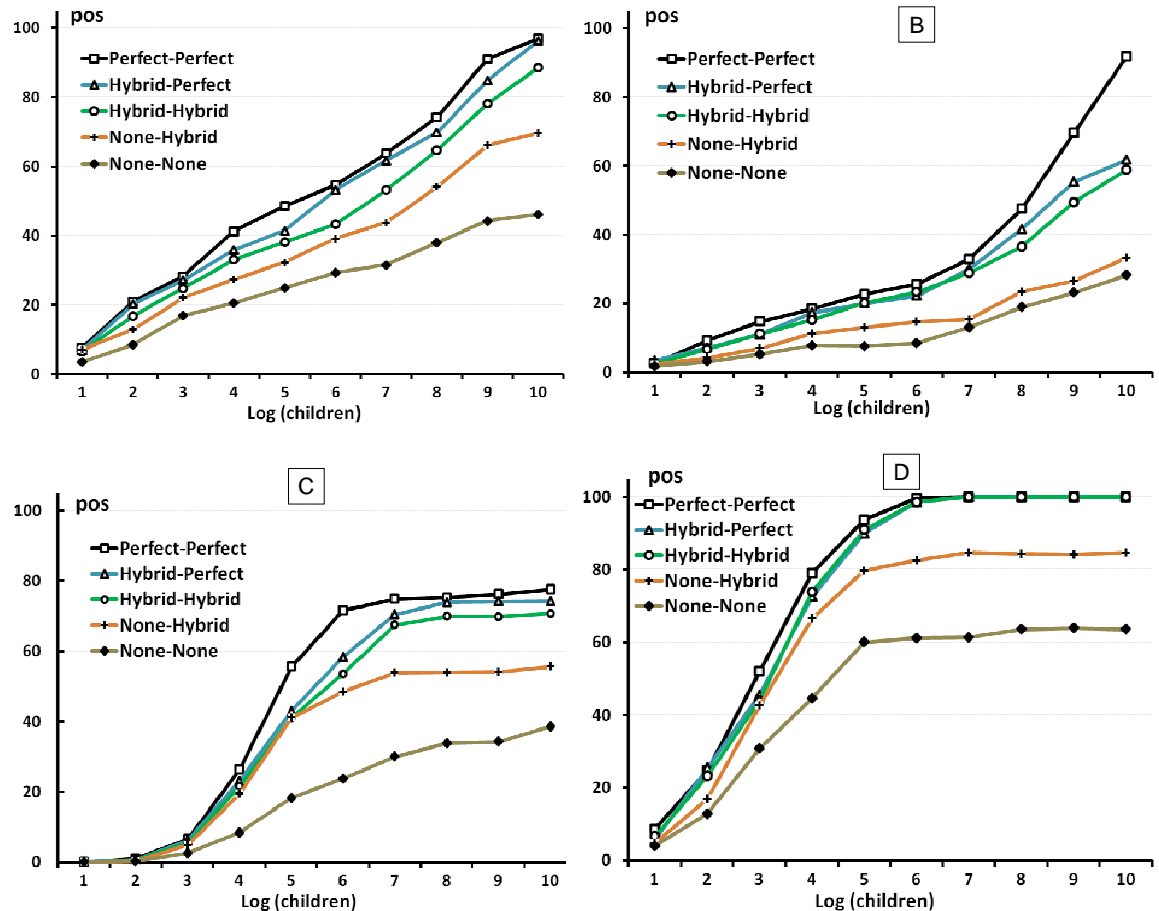 pos
100
80
60
40
20
0
Perfect-Perfect
Hybrid-Perfect
Hybrid-Hybrid
None-Hybrid
None-None
1 2 3 4 5 6 7 8 9 10
Log (children)
B
pos
100
80
60
40
20
0
Perfect-Perfect
Hybrid-Perfect
Hybrid-Hybrid
None-Hybrid
None-None
1 2 3 4 5 6 7 8 9 10
Log (children)
C
pos
100
80
60
40
20
0
Perfect-Perfect
Hybrid-Perfect
Hybrid-Hybrid
None-Hybrid
None-None
1 2 3 4 5 6 7 8 9 10
Log (children)
D
pos
100
80
60
40
20
0
Perfect-Perfect
Hybrid-Perfect
Hybrid-Hybrid
None-Hybrid
None-None
1 2 3 4 5 6 7 8 9 10
Log (children)